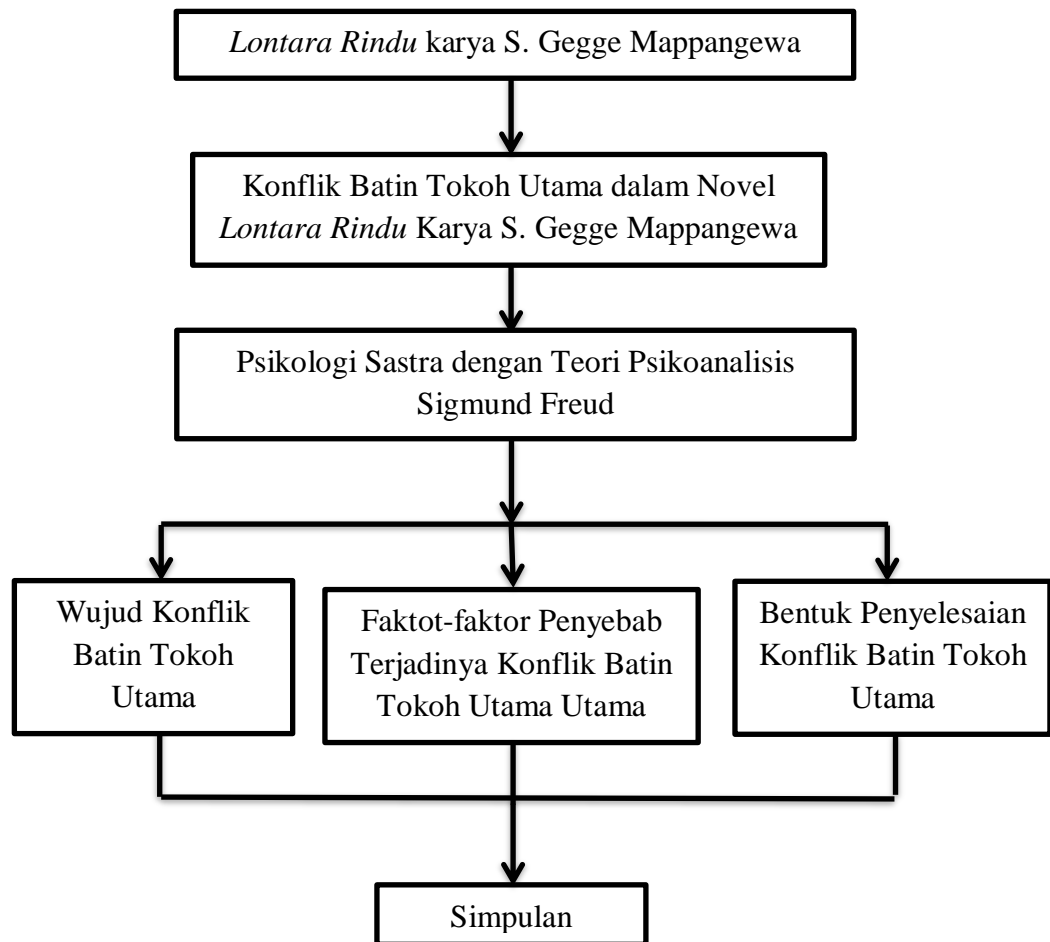 Lontara Rindu karya S. Gegge Mappangewa
Konflik Batin Tokoh Utama dalam Novel
Lontara Rindu Karya S. Gegge Mappangewa
Psikologi Sastra dengan Teori Psikoanalisis
Sigmund Freud
Wujud Konflik
Batin Tokoh
Utama
Faktot-faktor Penyebab
Terjadinya Konflik Batin
Tokoh Utama Utama
Bentuk Penyelesaian
Konflik Batin Tokoh
Utama
Simpulan